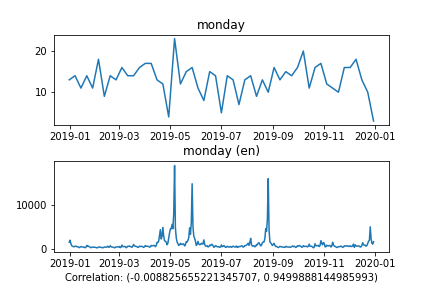 monday
20
10
2019-01 2019-03 2019-05 2019-07 2019-09 2019-11 2020-01
monday (en)
10000
0
2019-01 2019-03 2019-05 2019-07 2019-09 2019-11 2020-01
Correlation: (-0.008825655221345707, 0.9499888144985993)